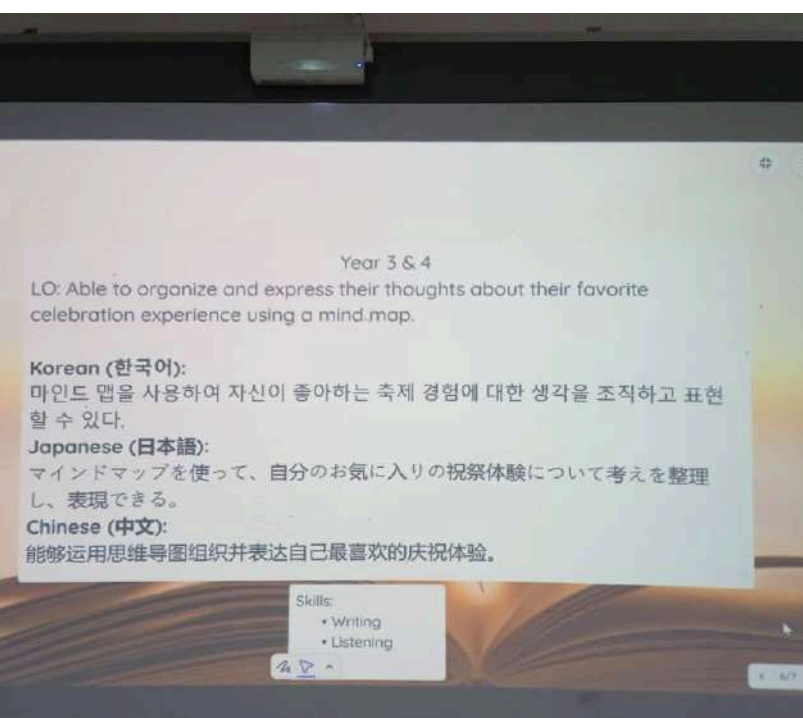 Year 3 & 4
LO: Able to organize and express their thoughts about their favorite
celebration experience using a mind map.
Korean (한국어):
마인드 맵을 사용하여 자신이 좋아하는 축제 경험에 대한 생각을 조직하고 표현
할 수 있다.
Japanese (日本語):
マインドマップを使って、自分のお気に入りの祝祭体験について考えを整理
し、表現できる。
Chinese (中文):
能够运用思维导图组织并表达自己最喜欢的庆祝体验。
Skills:
• Writing
• Listening
6/7